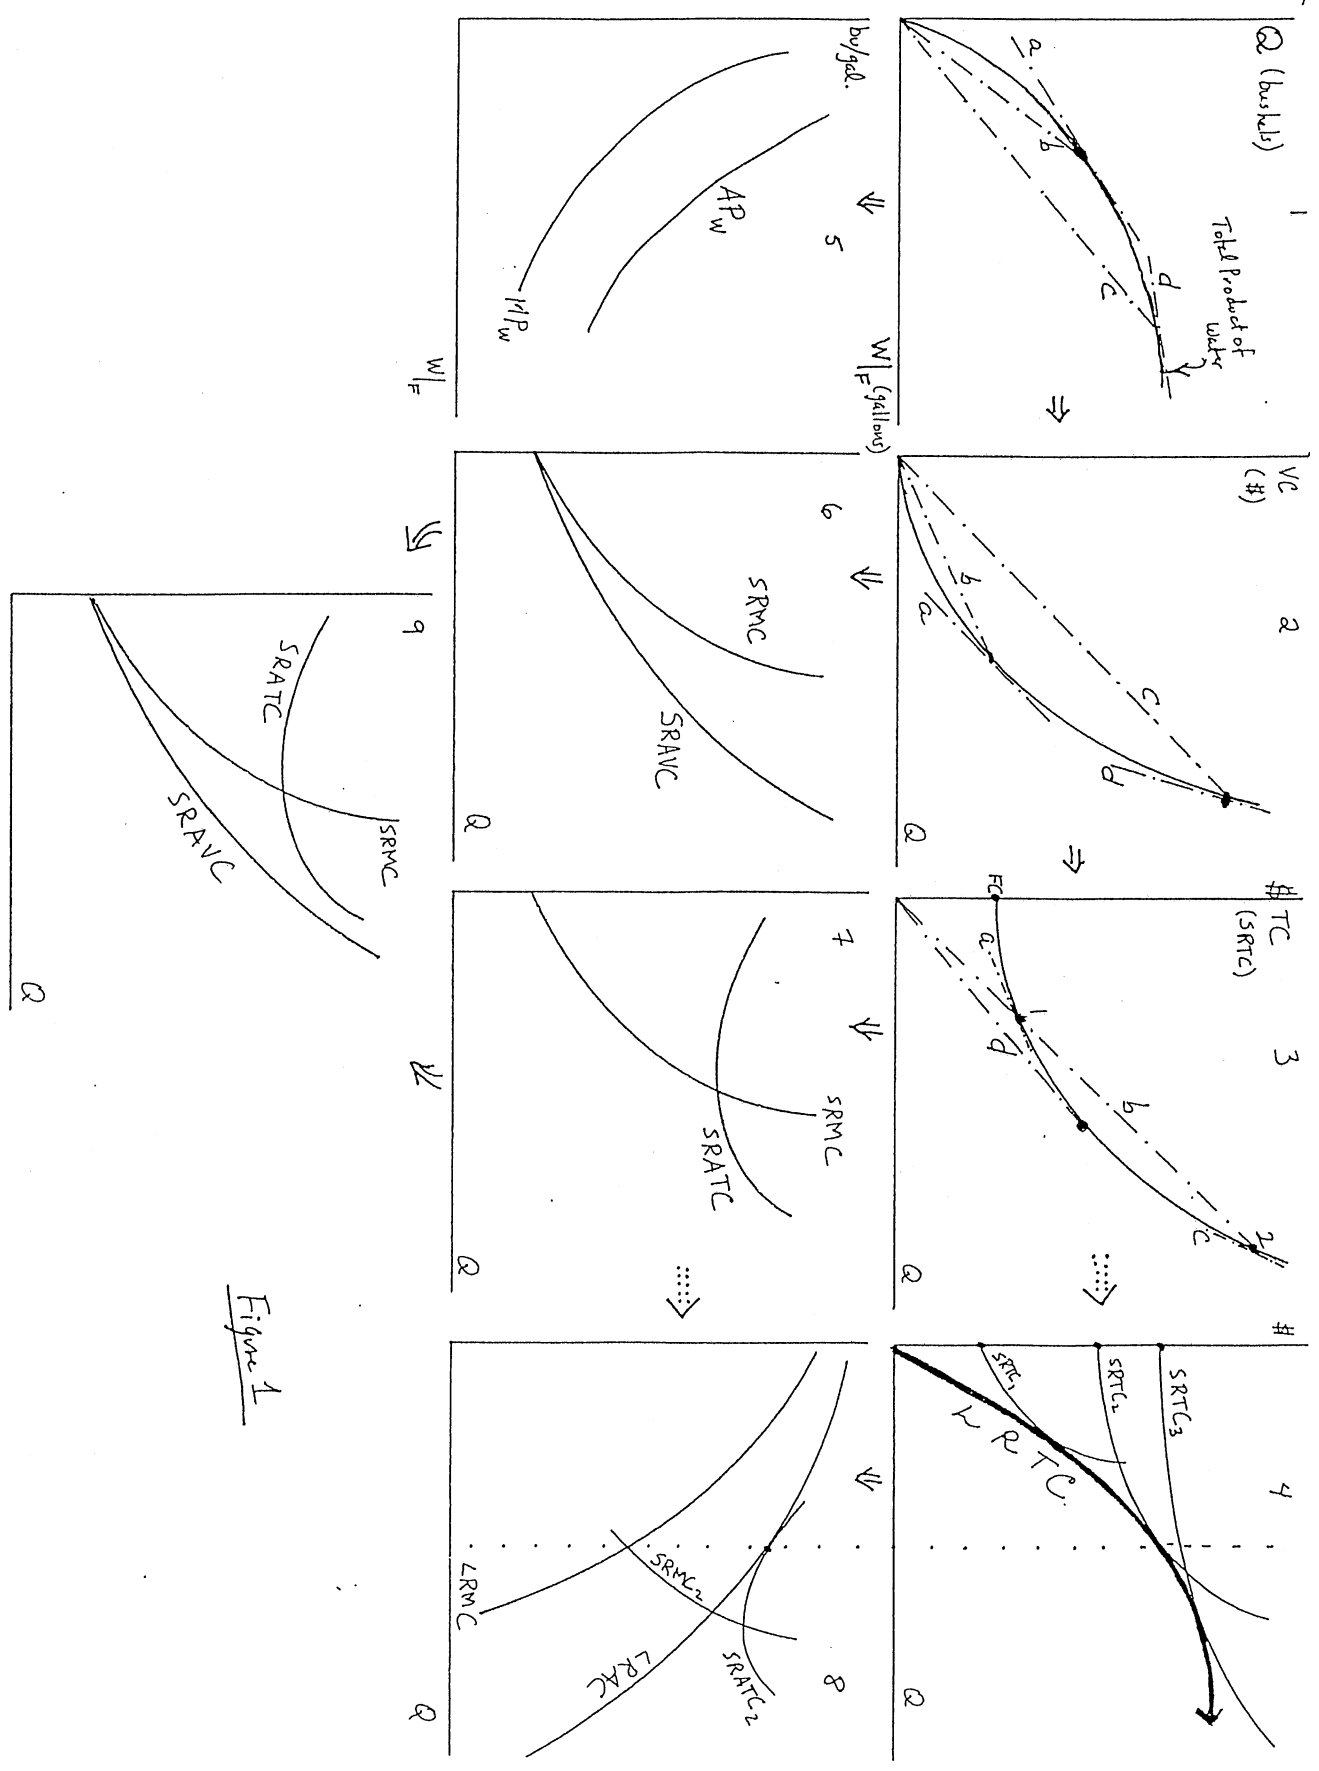 1
Q (bushels)
Total Product of
Water
a
b
c
d
W/F (gallons)
⇒
2
VC
($)
a
b
c
d
Q
⇒
3
$ TC
(SRTC)
FC
a
1
b
d
c
2
Q
⇒
4
$
SRTC₁
SRTC₂
SRTC₃
LRTC
Q
5
bu/gal.
APw
MPw
W/F
6
SRMC
SRAVC
Q
7
SRMC
SRATC
Q
⇒
8
SRMC₂
SRATC₂
LRAC
LRMC
Q
9
SRATC
SRMC
SRAVC
Q
Figure 1